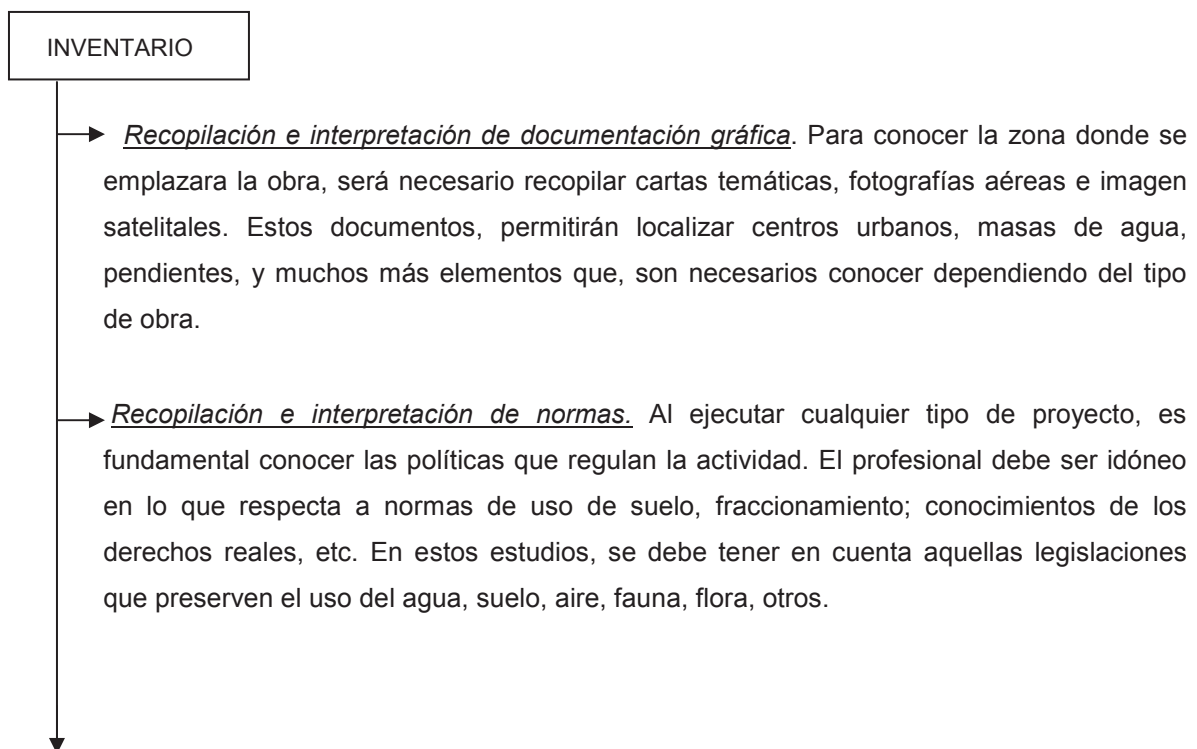 INVENTARIO
Recopilación e interpretación de documentación gráfica. Para conocer la zona donde se
emplazara la obra, será necesario recopilar cartas temáticas, fotografías aéreas e imagen
satelitales. Estos documentos, permitirán localizar centros urbanos, masas de agua,
pendientes, y muchos más elementos que, son necesarios conocer dependiendo del tipo
de obra.
Recopilación e interpretación de normas. Al ejecutar cualquier tipo de proyecto, es
fundamental conocer las políticas que regulan la actividad. El profesional debe ser idóneo
en lo que respecta a normas de uso de suelo, fraccionamiento; conocimientos de los
derechos reales, etc. En estos estudios, se debe tener en cuenta aquellas legislaciones
que preserven el uso del agua, suelo, aire, fauna, flora, otros.